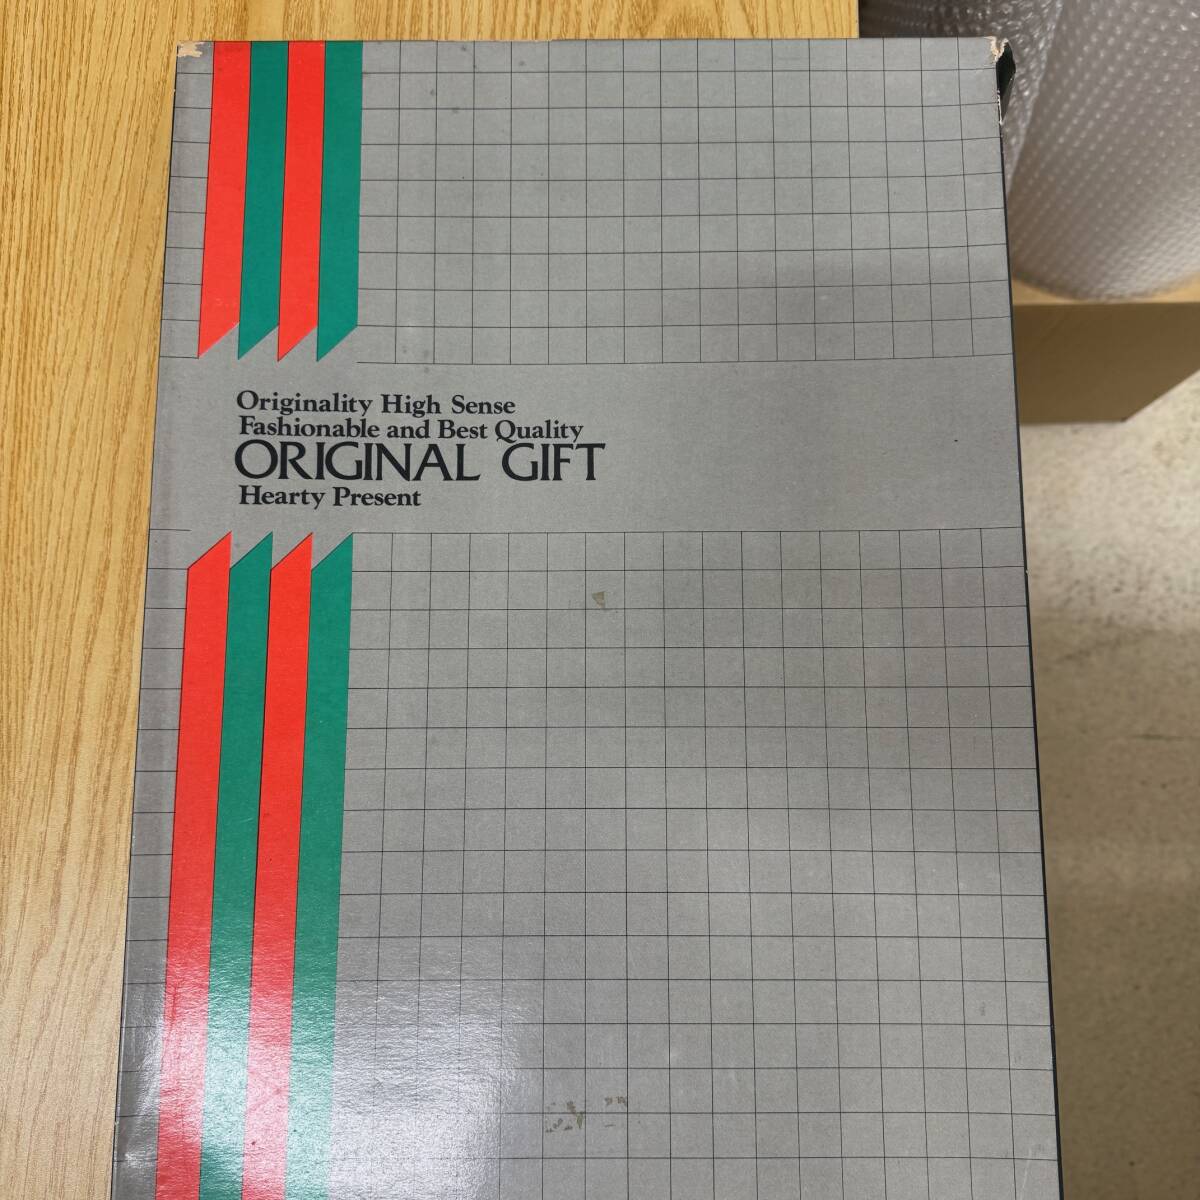 Originality High Sense
Fashionable and Best Quality
ORIGINAL GIFT
Hearty Present